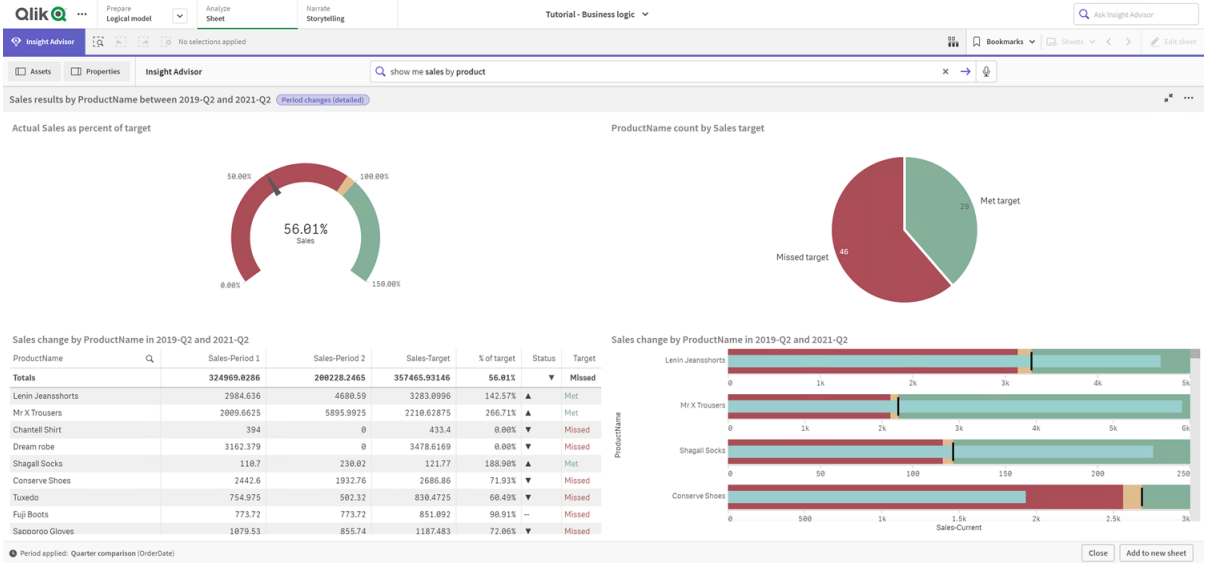 Qlik Q ... Prepare Logical model Analyze Sheet Narrate Storytelling Tutorial - Business logic Ask Insight Advisor
Insight Advisor No selections applied Bookmarks Sheets Edit sheet
Assets Properties Insight Advisor show me sales by product
Sales results by ProductName between 2019-Q2 and 2021-Q2 Period changes (detailed)
Actual Sales as percent of target
50.00% 100.00%
56.01%
Sales
0.00% 150.00%
ProductName count by Sales target
29 Met target
46
Missed target
Sales change by ProductName in 2019-Q2 and 2021-Q2
ProductName Sales-Period 1 Sales-Period 2 Sales-Target % of target Status Target
Totals 324969.0286 200228.2465 357465.93146 56.01% ▼ Missed
Lenin Jeansshorts 2984.636 4680.59 3283.0996 142.57% ▲ Met
Mr X Trousers 2009.6625 5895.9925 2210.62875 266.71% ▲ Met
Chantell Shirt 394 0 433.4 0.00% ▼ Missed
Dream robe 3162.379 0 3478.6169 0.00% ▼ Missed
Shagall Socks 110.7 230.02 121.77 188.90% ▲ Met
Conserve Shoes 2442.6 1932.76 2686.86 71.93% ▼ Missed
Tuxedo 754.975 502.32 830.4725 60.49% ▼ Missed
Fuji Boots 773.72 773.72 851.092 90.91% -- Missed
Sapporoo Gloves 1079.53 855.74 1187.483 72.06% ▼ Missed
Sales change by ProductName in 2019-Q2 and 2021-Q2
ProductName
Lenin Jeansshorts
0 1k 2k 3k 4k 5k
Mr X Trousers
0 1k 2k 3k 4k 5k 6k
Shagall Socks
0 50 100 150 200 250
Conserve Shoes
0 500 1k 1.5k 2k 2.5k 3k
Sales-Current
Period applied: Quarter comparison (OrderDate) Close Add to new sheet